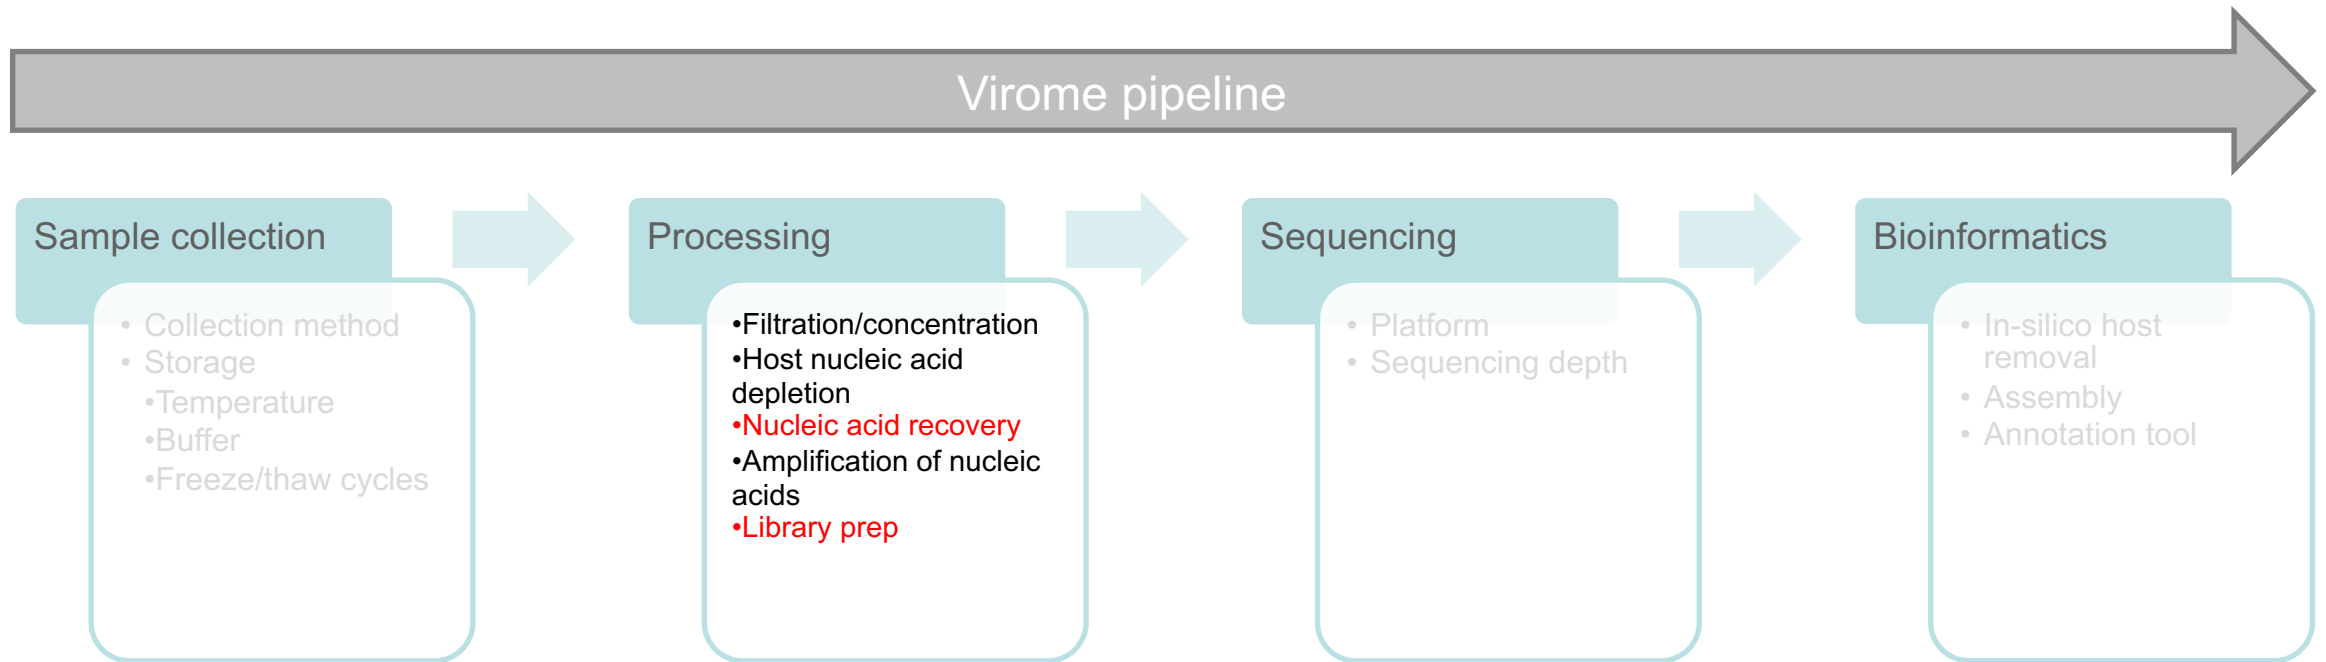 Virome pipeline
Sample collection
• Collection method
• Storage
•Temperature
•Buffer
•Freeze/thaw cycles
Processing
•Filtration/concentration
•Host nucleic acid
depletion
•Nucleic acid recovery
•Amplification of nucleic
acids
•Library prep
Sequencing
• Platform
• Sequencing depth
Bioinformatics
• In-silico host
removal
• Assembly
• Annotation tool